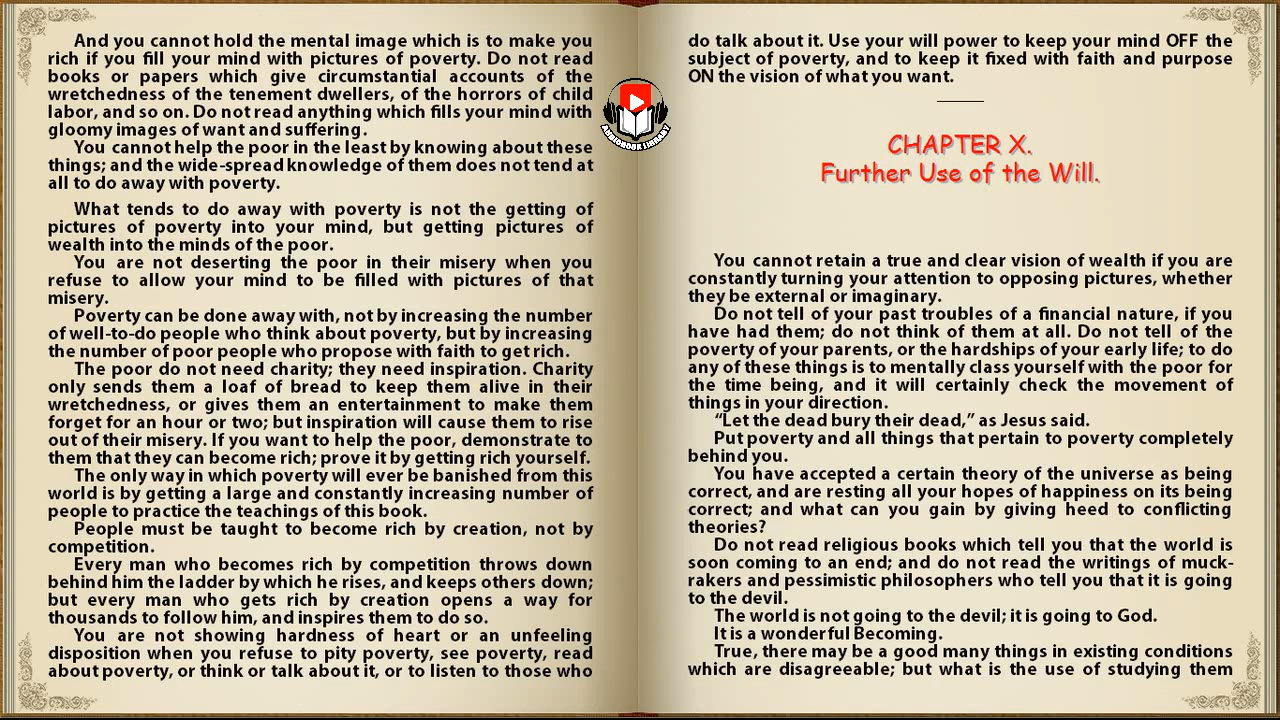 And you cannot hold the mental image which is to make you
rich if you fill your mind with pictures of poverty. Do not read
books or papers which give circumstantial accounts of the
wretchedness of the tenement dwellers, of the horrors of child
labor, and so on. Do not read anything which fills your mind with
gloomy images of want and suffering.
You cannot help the poor in the least by knowing about these
things; and the wide-spread knowledge of them does not tend at
all to do away with poverty.
What tends to do away with poverty is not the getting of
pictures of poverty into your mind, but getting pictures of
wealth into the minds of the poor.
You are not deserting the poor in their misery when you
refuse to allow your mind to be filled with pictures of that
misery.
Poverty can be done away with, not by increasing the number
of well-to-do people who think about poverty, but by increasing
the number of poor people who propose with faith to get rich.
The poor do not need charity; they need inspiration. Charity
only sends them a loaf of bread to keep them alive in their
wretchedness, or gives them an entertainment to make them
forget for an hour or two; but inspiration will cause them to rise
out of their misery. If you want to help the poor, demonstrate to
them that they can become rich; prove it by getting rich yourself.
The only way in which poverty will ever be banished from this
world is by getting a large and constantly increasing number of
people to practice the teachings of this book.
People must be taught to become rich by creation, not by
competition.
Every man who becomes rich by competition throws down
behind him the ladder by which he rises, and keeps others down;
but every man who gets rich by creation opens a way for
thousands to follow him, and inspires them to do so.
You are not showing hardness of heart or an unfeeling
disposition when you refuse to pity poverty, see poverty, read
about poverty, or think or talk about it, or to listen to those who
AUDIOBOOK LIBRARY
do talk about it. Use your will power to keep your mind OFF the
subject of poverty, and to keep it fixed with faith and purpose
ON the vision of what you want.
CHAPTER X.
Further Use of the Will.
You cannot retain a true and clear vision of wealth if you are
constantly turning your attention to opposing pictures, whether
they be external or imaginary.
Do not tell of your past troubles of a financial nature, if you
have had them; do not think of them at all. Do not tell of the
poverty of your parents, or the hardships of your early life; to do
any of these things is to mentally class yourself with the poor for
the time being, and it will certainly check the movement of
things in your direction.
“Let the dead bury their dead,” as Jesus said.
Put poverty and all things that pertain to poverty completely
behind you.
You have accepted a certain theory of the universe as being
correct, and are resting all your hopes of happiness on its being
correct; and what can you gain by giving heed to conflicting
theories?
Do not read religious books which tell you that the world is
soon coming to an end; and do not read the writings of muck-
rakers and pessimistic philosophers who tell you that it is going
to the devil.
The world is not going to the devil; it is going to God.
It is a wonderful Becoming.
True, there may be a good many things in existing conditions
which are disagreeable; but what is the use of studying them